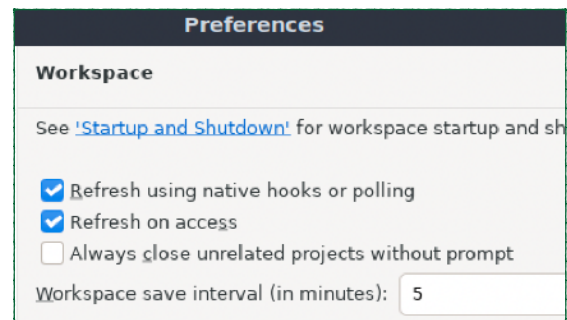 Preferences
Workspace
See 'Startup and Shutdown' for workspace startup and sh
Refresh using native hooks or polling
Refresh on access
Always close unrelated projects without prompt
Workspace save interval (in minutes): 5